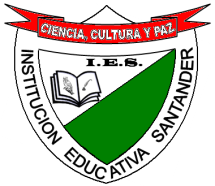 CIENCIA, CULTURA Y PAZ
I.E.S.
INSTITUCION EDUCATIVA SANTANDER